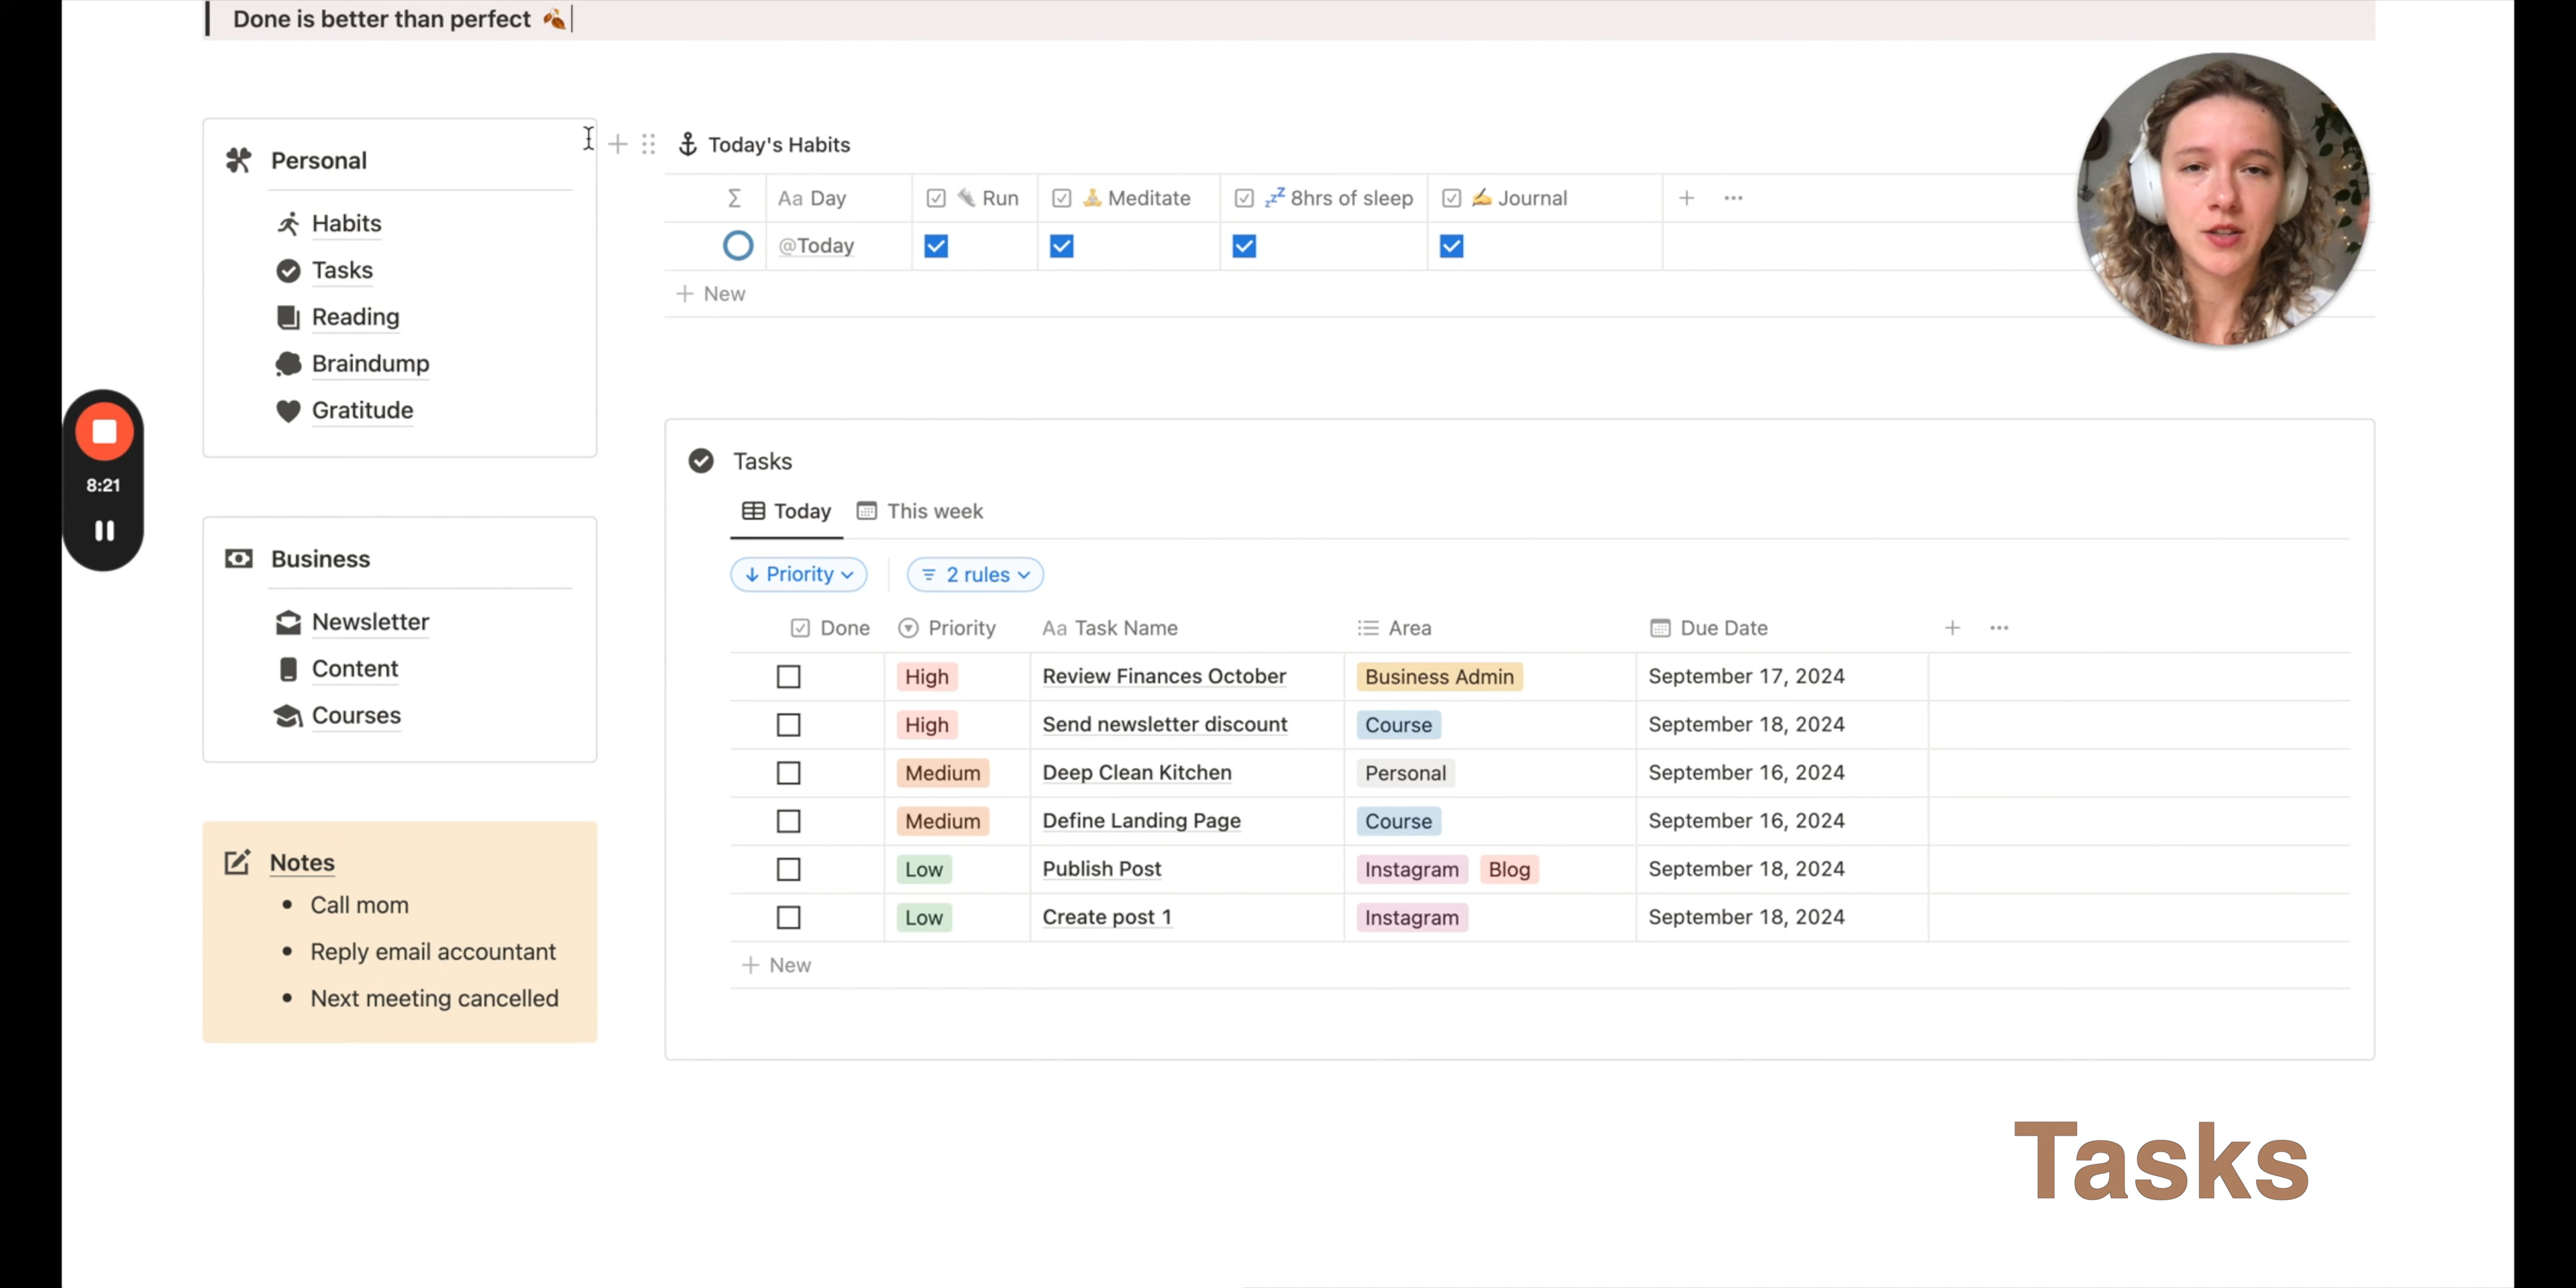 Done is better than perfect
Personal
Habits
Tasks
Reading
Braindump
Gratitude
8:21
Business
Newsletter
Content
Courses
Notes
• Call mom
• Reply email accountant
• Next meeting cancelled
Today's Habits
Σ Aa Day Run Meditate 8hrs of sleep Journal + ...
@Today
+ New
Tasks
Today This week
↓ Priority 2 rules
Done Priority Aa Task Name Area Due Date + ...
High Review Finances October Business Admin September 17, 2024
High Send newsletter discount Course September 18, 2024
Medium Deep Clean Kitchen Personal September 16, 2024
Medium Define Landing Page Course September 16, 2024
Low Publish Post Instagram Blog September 18, 2024
Low Create post 1 Instagram September 18, 2024
+ New
Tasks